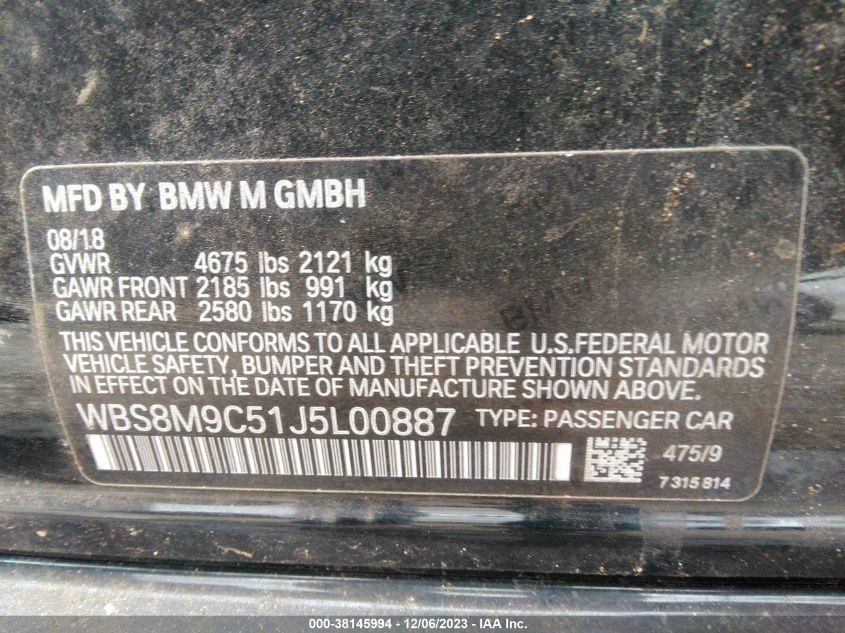 MFD BY BMW M GMBH
08/18
GVWR 4675 lbs 2121 kg
GAWR FRONT 2185 lbs 991 kg
GAWR REAR 2580 lbs 1170 kg
THIS VEHICLE CONFORMS TO ALL APPLICABLE U.S.FEDERAL MOTOR
VEHICLE SAFETY, BUMPER AND THEFT PREVENTION STANDARDS
IN EFFECT ON THE DATE OF MANUFACTURE SHOWN ABOVE.
WBS8M9C51J5L00887 TYPE: PASSENGER CAR
475/9
7 315 814
000-38145994 - 12/06/2023 - IAA Inc.